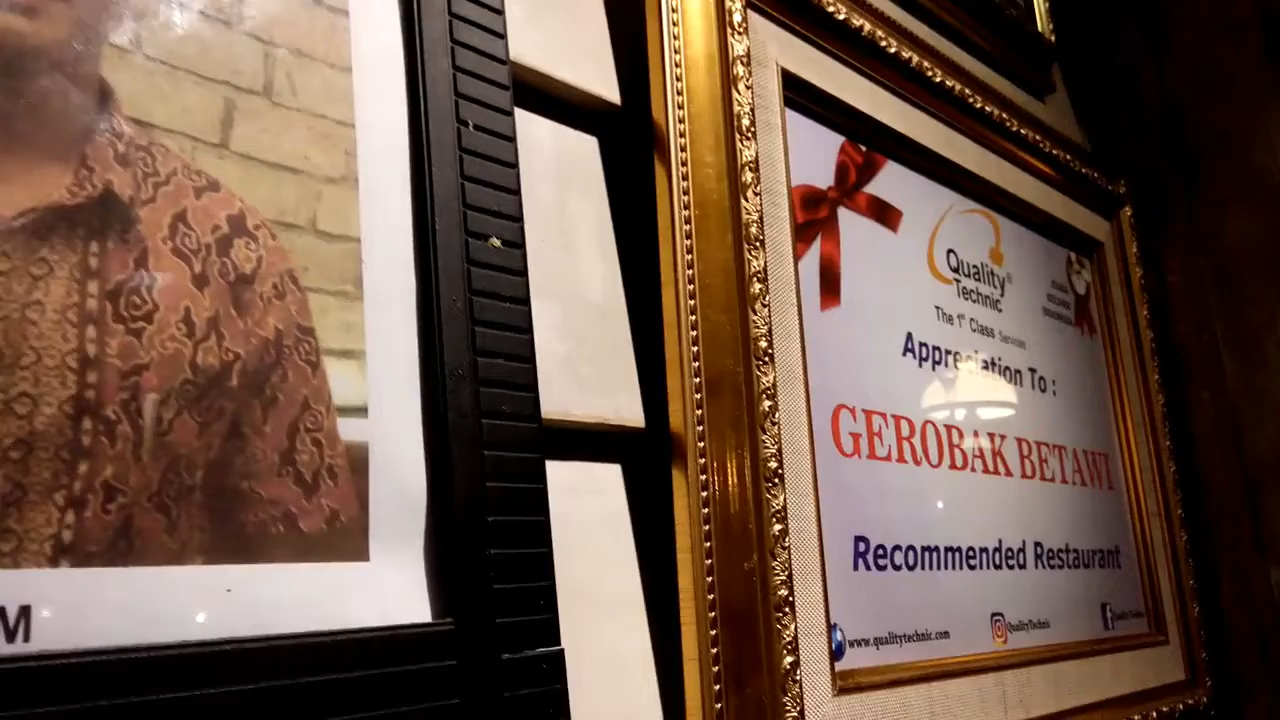 M
Quality
Technic®
The 1st Class Services
Appreciation To :
GEROBAK BETAWI
Recommended Restaurant
www.qualitytechnic.com
QualityTechnic